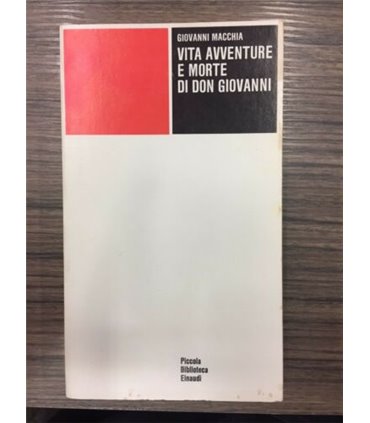 GIOVANNI MACCHIA
VITA AVVENTURE
E MORTE
DI DON GIOVANNI
Piccola
Biblioteca
Einaudi